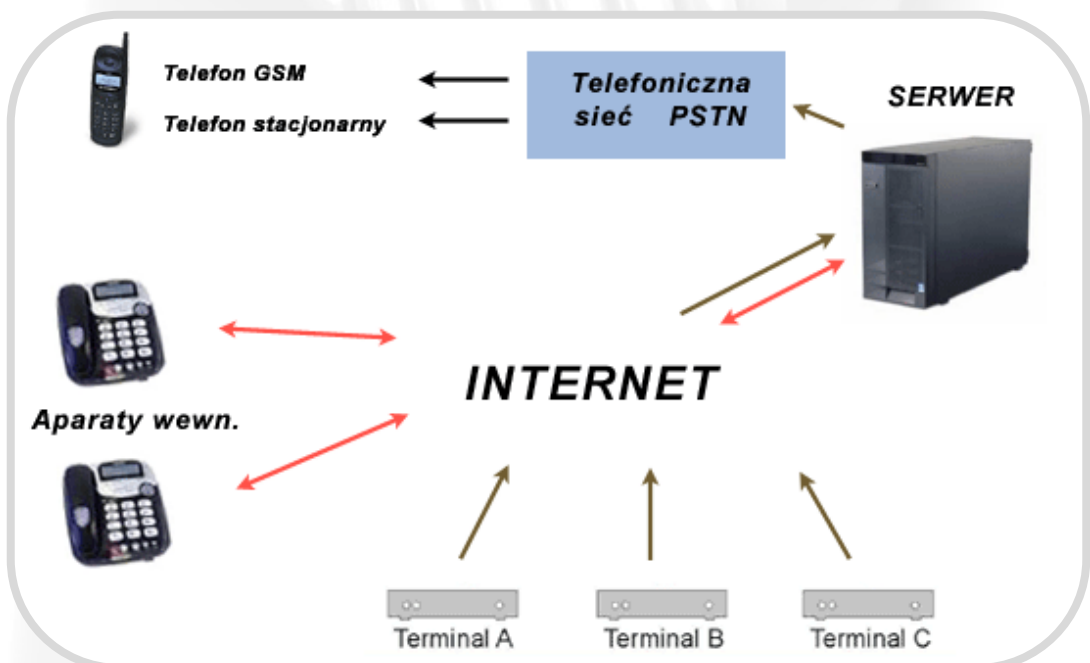 Telefon GSM
Telefon stacjonarny
Telefoniczna
sieć PSTN
SERWER
INTERNET
Aparaty wewn.
Terminal A
Terminal B
Terminal C